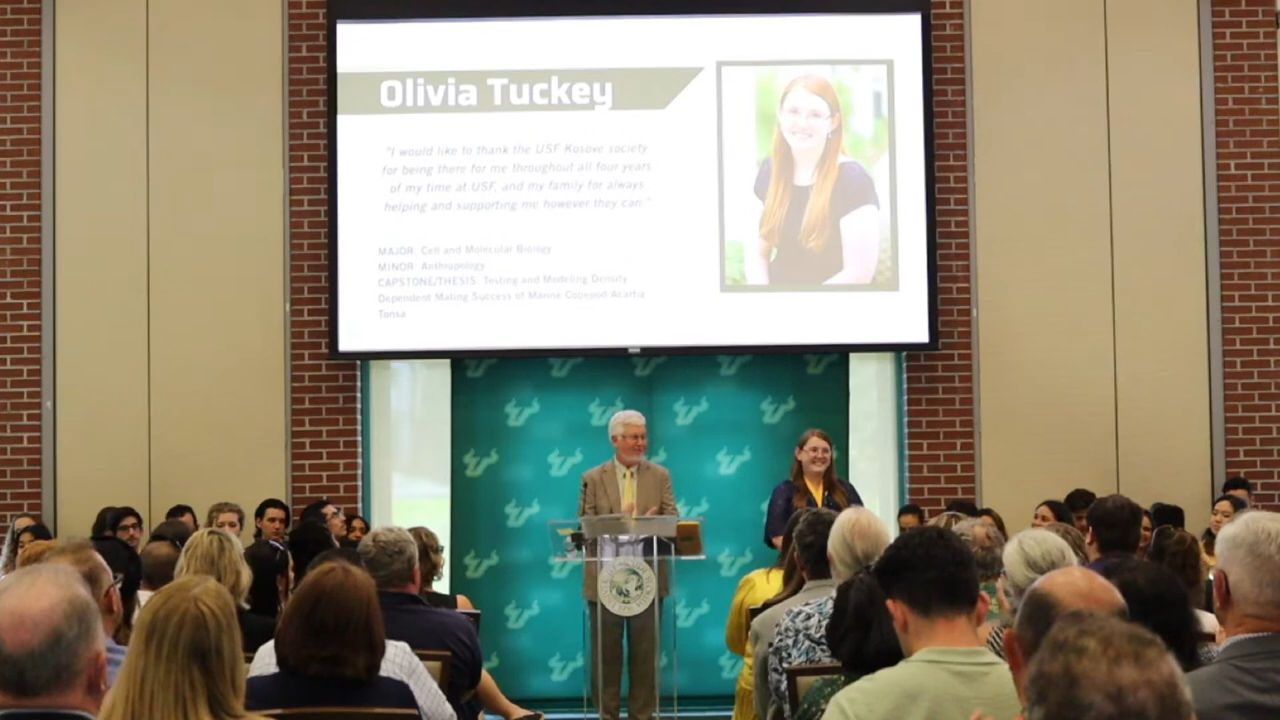 Olivia Tuckey
"I would like to thank the USF Kosove society
for being there for me throughout all four years
of my time at USF, and my family for always
helping and supporting me however they can."
MAJOR: Cell and Molecular Biology
MINOR: Anthropology
CAPSTONE/THESIS: Testing and Modeling Density
Dependent Mating Success of Marine Copepod Acartia
Tonsa